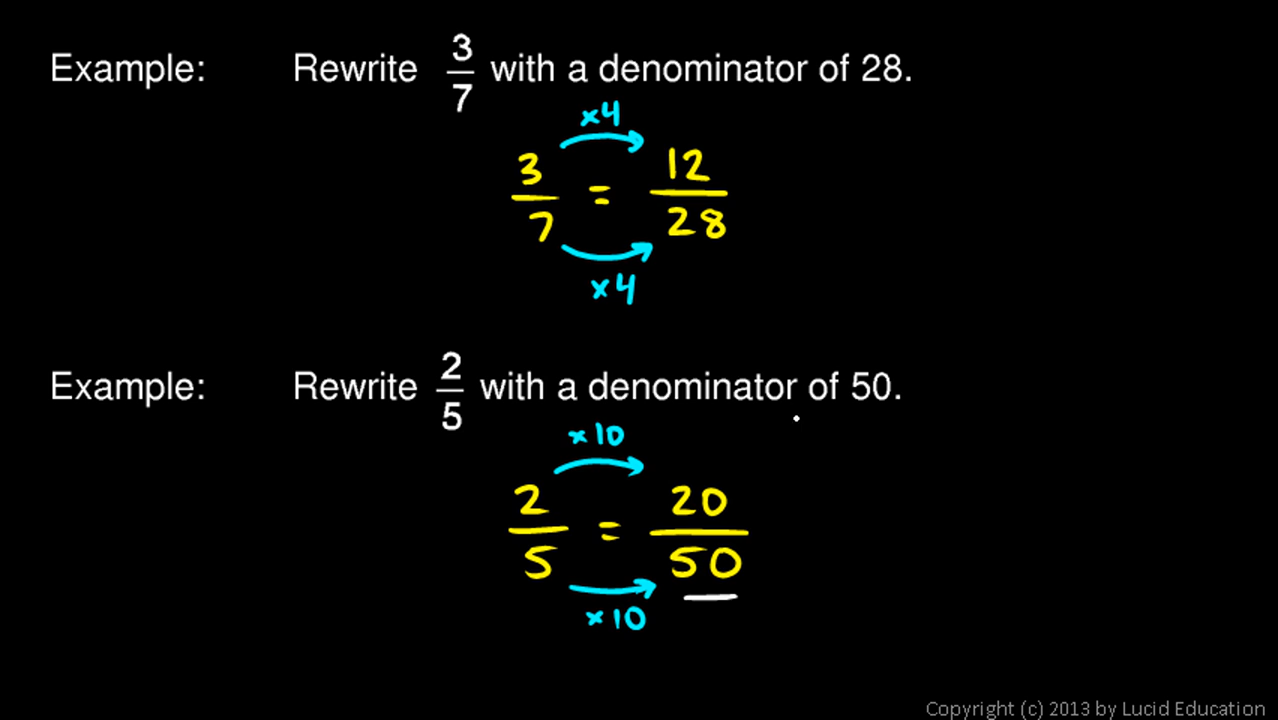 Example: Rewrite 3/7 with a denominator of 28.
×4
3/7 = 12/28
×4
Example: Rewrite 2/5 with a denominator of 50.
×10
2/5 = 20/50
×10
Copyright (c) 2013 by Lucid Education